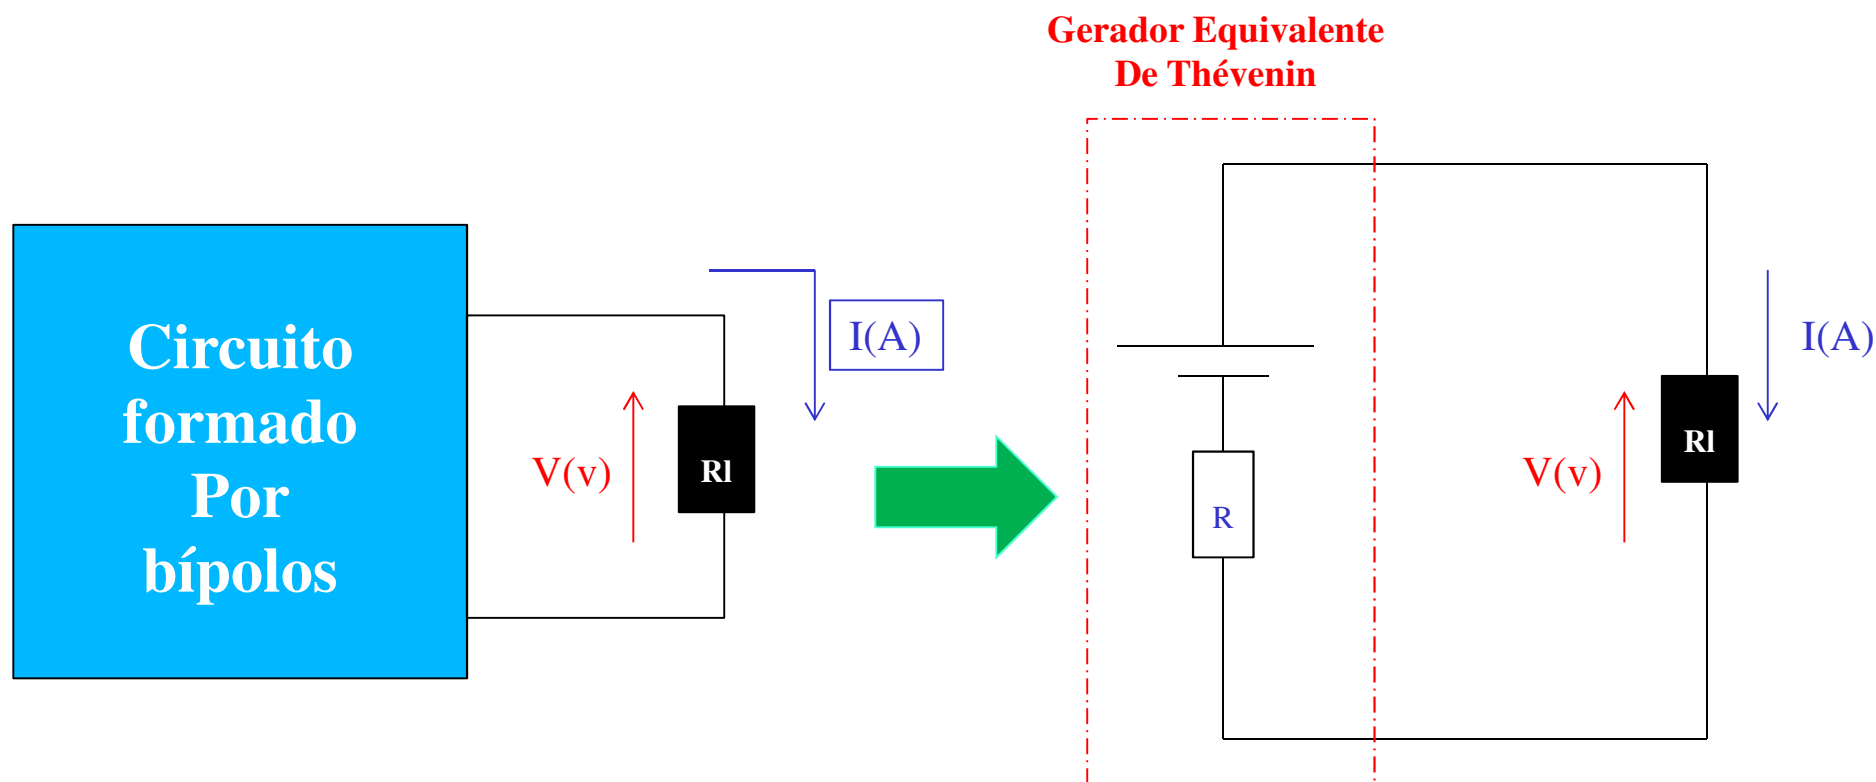 Gerador Equivalente
De Thévenin
Circuito
formado
Por
bípolos
V(v)
Rl
I(A)
R
V(v)
Rl
I(A)